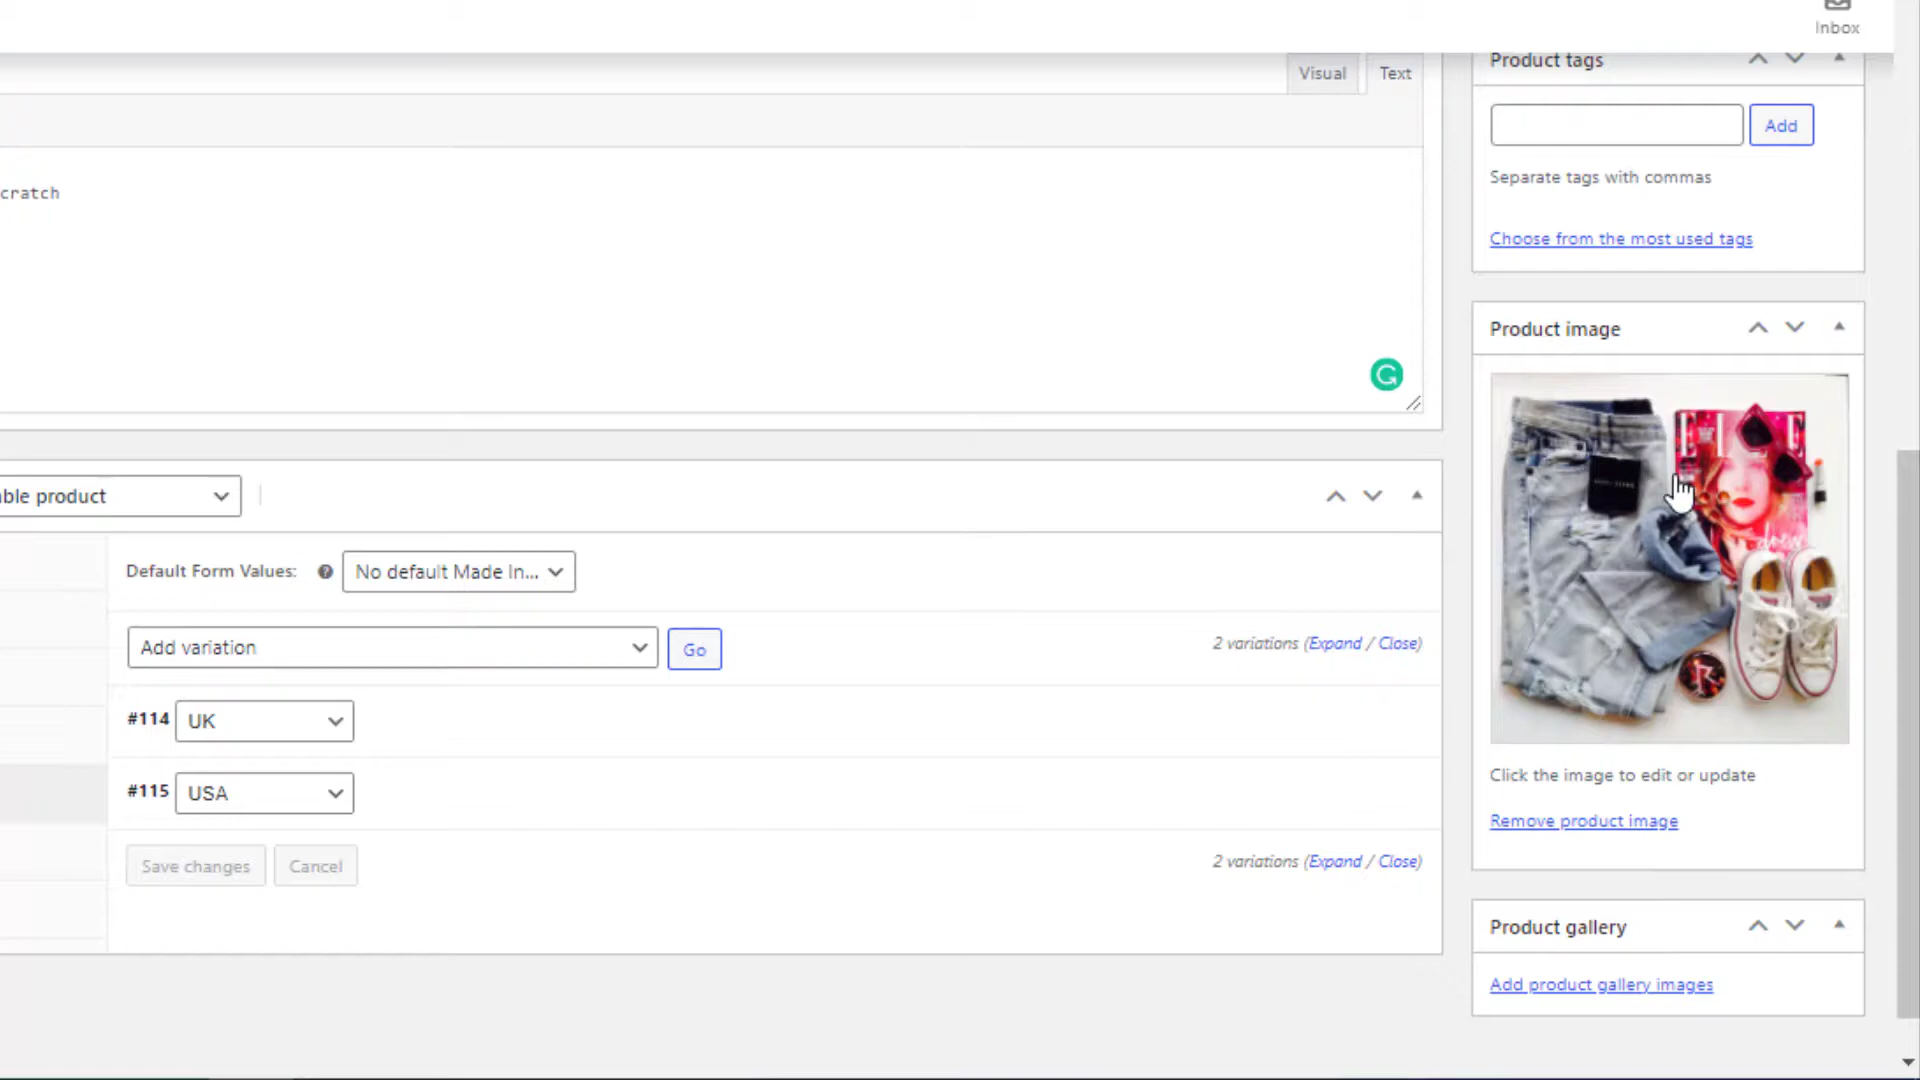 Inbox
Visual
Text
cratch
ble product
Default Form Values:
No default Made In...
Add variation
Go
2 variations (Expand / Close)
#114
UK
#115
USA
Save changes
Cancel
2 variations (Expand / Close)
Product tags
Add
Separate tags with commas
Choose from the most used tags
Product image
ELLE
Click the image to edit or update
Remove product image
Product gallery
Add product gallery images